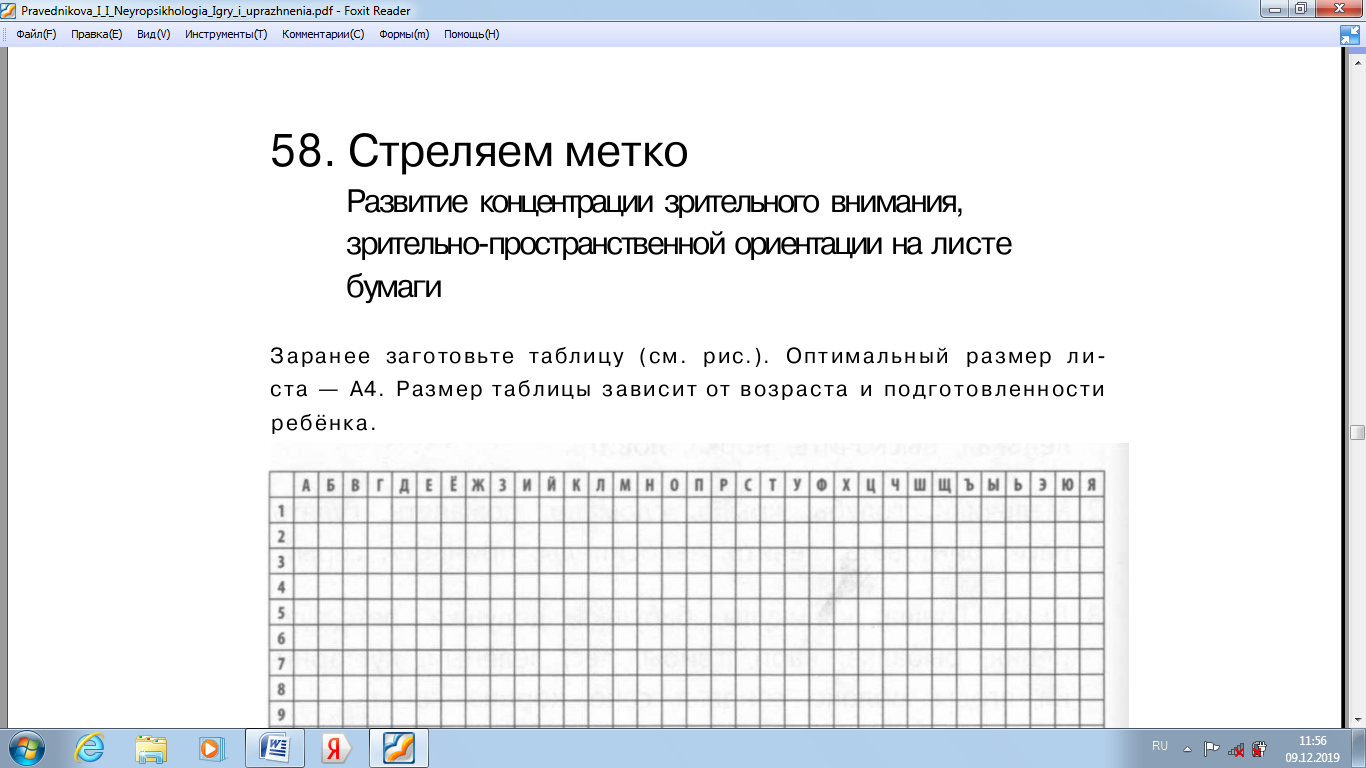 Pravednikova_I_I_Neyropsikhologia_Igry_i_uprazhnenia.pdf - Foxit Reader
Файл(F) Правка(E) Вид(V) Инструменты(T) Комментарии(C) Формы(m) Помощь(H)
58. Стреляем метко
Развитие концентрации зрительного внимания,
зрительно-пространственной ориентации на листе
бумаги
Заранее заготовьте таблицу (см. рис.). Оптимальный размер ли-
ста — А4. Размер таблицы зависит от возраста и подготовленности
ребёнка.
А Б В Г Д Е Ё Ж З И Й К Л М Н О П Р С Т У Ф Х Ц Ч Ш Щ Ъ Ы Ь Э Ю Я
1
2
3
4
5
6
7
8
9
RU 11:56
09.12.2019